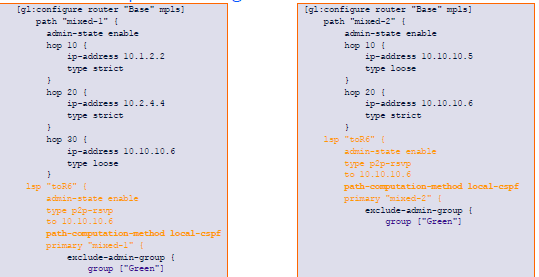 [gl:configure router "Base" mpls]
path "mixed-1" {
admin-state enable
hop 10 {
ip-address 10.1.2.2
type strict
}
hop 20 {
ip-address 10.2.4.4
type strict
}
hop 30 {
ip-address 10.10.10.6
type loose
}
lsp "toR6" {
admin-state enable
type p2p-rsvp
to 10.10.10.6
path-computation-method local-cspf
primary "mixed-1" {
exclude-admin-group {
group ["Green"]
[gl:configure router "Base" mpls]
path "mixed-2" {
admin-state enable
hop 10 {
ip-address 10.10.10.5
type loose
}
hop 20 {
ip-address 10.10.10.6
type strict
}
lsp "toR6" {
admin-state enable
type p2p-rsvp
to 10.10.10.6
path-computation-method local-cspf
primary "mixed-2" {
exclude-admin-group {
group ["Green"]